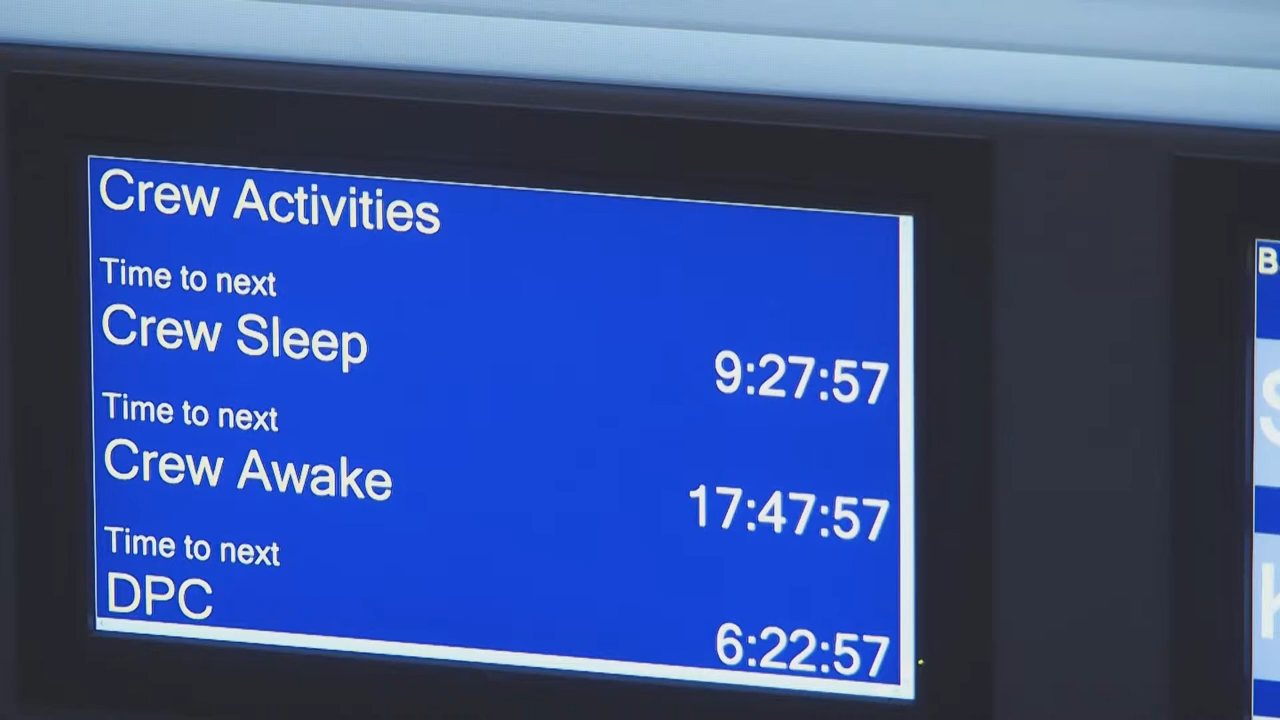 Crew Activities
Time to next
Crew Sleep 9:27:57
Time to next
Crew Awake 17:47:57
Time to next
DPC 6:22:57